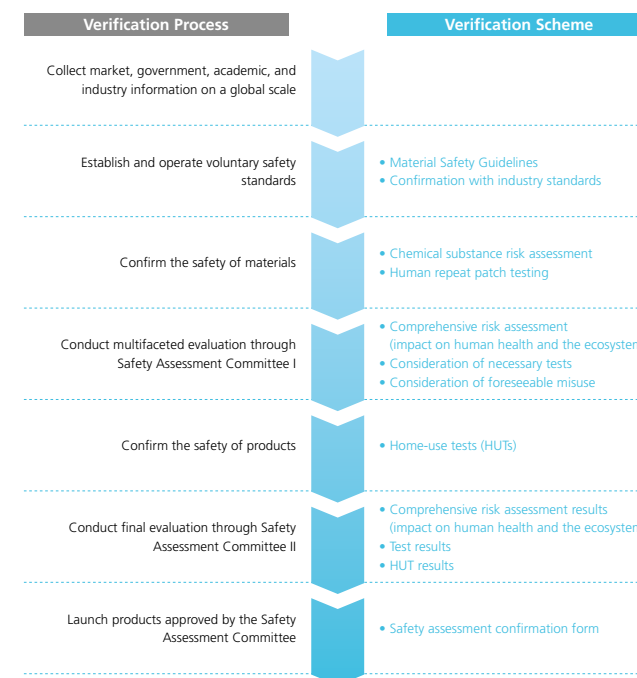 Verification Process
Verification Scheme
Collect market, government, academic, and
industry information on a global scale
Establish and operate voluntary safety
standards
• Material Safety Guidelines
• Confirmation with industry standards
Confirm the safety of materials
• Chemical substance risk assessment
• Human repeat patch testing
Conduct multifaceted evaluation through
Safety Assessment Committee I
• Comprehensive risk assessment
(impact on human health and the ecosystem
• Consideration of necessary tests
• Consideration of foreseeable misuse
Confirm the safety of products
• Home-use tests (HUTs)
Conduct final evaluation through Safety
Assessment Committee II
• Comprehensive risk assessment results
(impact on human health and the ecosystem
• Test results
• HUT results
Launch products approved by the Safety
Assessment Committee
• Safety assessment confirmation form